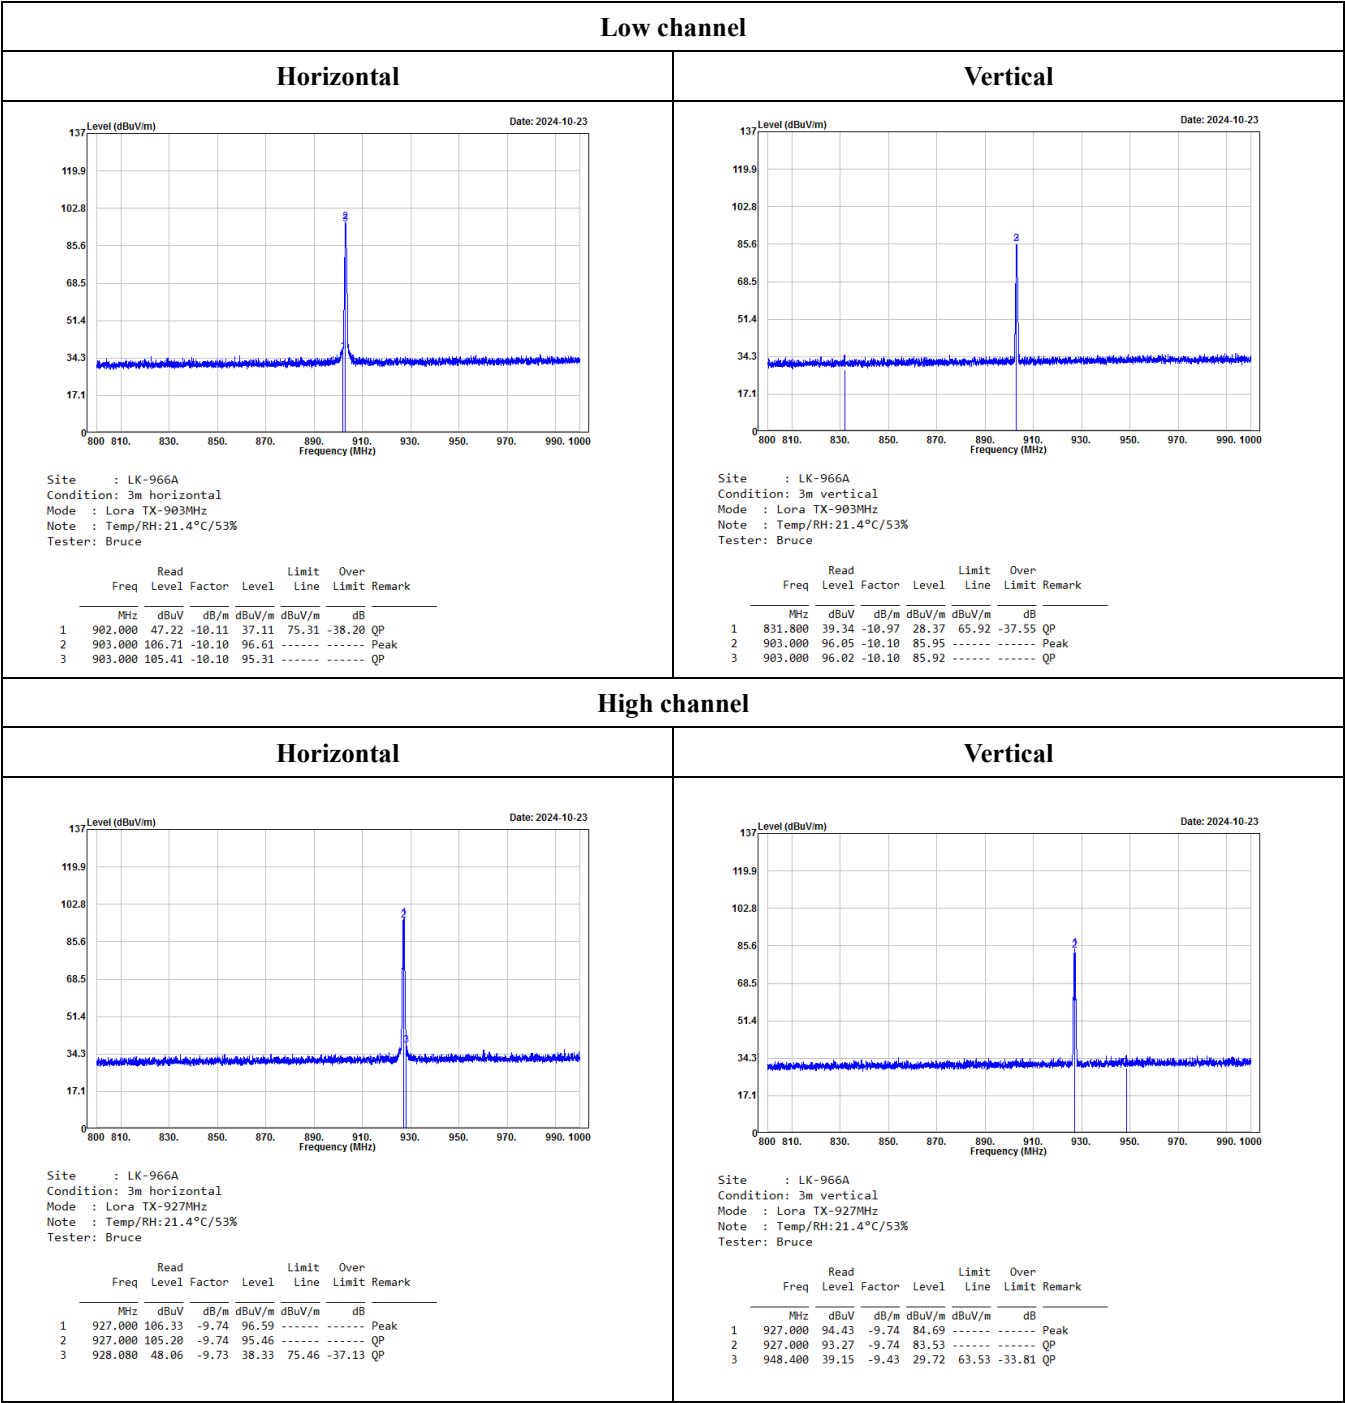 Low channel
Horizontal
Vertical
Level (dBuV/m)
Date: 2024-10-23
137
119.9
102.8
85.6
68.5
51.4
34.3
17.1
0
2
800 810. 830. 850. 870. 890. 910. 930. 950. 970. 990. 1000
Frequency (MHz)
Site : LK-966A
Condition: 3m horizontal
Mode : Lora TX-903MHz
Note : Temp/RH:21.4°C/53%
Tester: Bruce
Read Limit Over
Freq Level Factor Level Line Limit Remark
MHz dBuV dB/m dBuV/m dBuV/m dB
1 902.000 47.22 -10.11 37.11 75.31 -38.20 QP
2 903.000 106.71 -10.10 96.61 ------ ------ Peak
3 903.000 105.41 -10.10 95.31 ------ ------ QP
Level (dBuV/m)
Date: 2024-10-23
137
119.9
102.8
85.6
68.5
51.4
34.3
17.1
0
2
800 810. 830. 850. 870. 890. 910. 930. 950. 970. 990. 1000
Frequency (MHz)
Site : LK-966A
Condition: 3m vertical
Mode : Lora TX-903MHz
Note : Temp/RH:21.4°C/53%
Tester: Bruce
Read Limit Over
Freq Level Factor Level Line Limit Remark
MHz dBuV dB/m dBuV/m dBuV/m dB
1 831.800 39.34 -10.97 28.37 65.92 -37.55 QP
2 903.000 96.05 -10.10 85.95 ------ ------ Peak
3 903.000 96.02 -10.10 85.92 ------ ------ QP
High channel
Horizontal
Vertical
Level (dBuV/m)
Date: 2024-10-23
137
119.9
102.8
85.6
68.5
51.4
34.3
17.1
0
2
3
800 810. 830. 850. 870. 890. 910. 930. 950. 970. 990. 1000
Frequency (MHz)
Site : LK-966A
Condition: 3m horizontal
Mode : Lora TX-927MHz
Note : Temp/RH:21.4°C/53%
Tester: Bruce
Read Limit Over
Freq Level Factor Level Line Limit Remark
MHz dBuV dB/m dBuV/m dBuV/m dB
1 927.000 106.33 -9.74 96.59 ------ ------ Peak
2 927.000 105.20 -9.74 95.46 ------ ------ QP
3 928.080 48.06 -9.73 38.33 75.46 -37.13 QP
Level (dBuV/m)
Date: 2024-10-23
137
119.9
102.8
85.6
68.5
51.4
34.3
17.1
0
2
800 810. 830. 850. 870. 890. 910. 930. 950. 970. 990. 1000
Frequency (MHz)
Site : LK-966A
Condition: 3m vertical
Mode : Lora TX-927MHz
Note : Temp/RH:21.4°C/53%
Tester: Bruce
Read Limit Over
Freq Level Factor Level Line Limit Remark
MHz dBuV dB/m dBuV/m dBuV/m dB
1 927.000 94.43 -9.74 84.69 ------ ------ Peak
2 927.000 93.27 -9.74 83.53 ------ ------ QP
3 948.400 39.15 -9.43 29.72 63.53 -33.81 QP